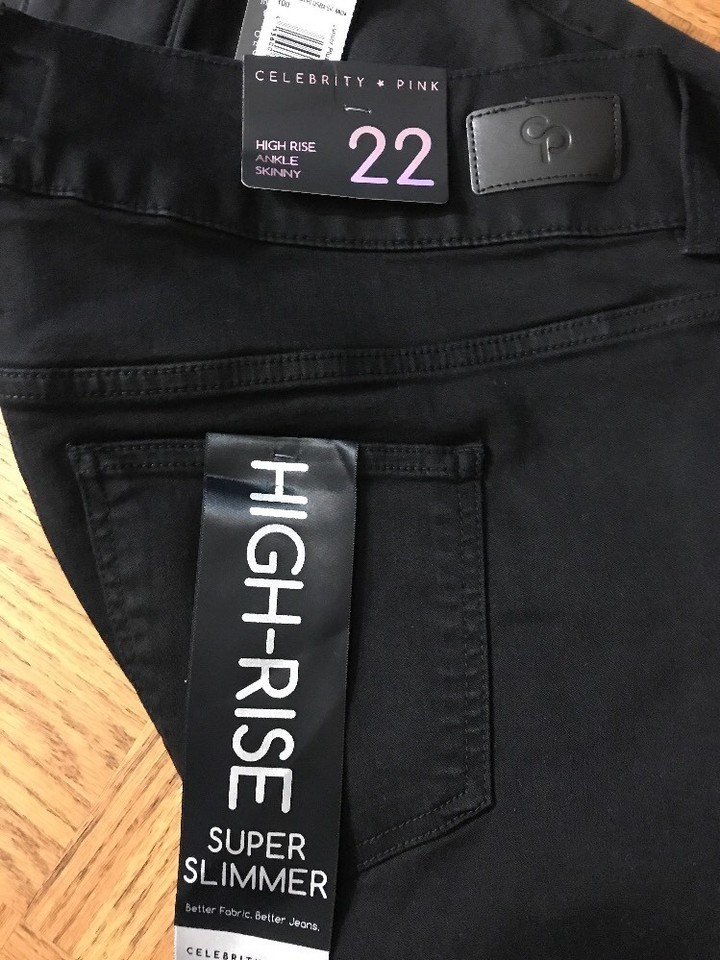 CELEBRITY ★ PINK
HIGH RISE
ANKLE
SKINNY
22
CP
HIGH-RISE
SUPER
SLIMMER
Better Fabric. Better Jeans.